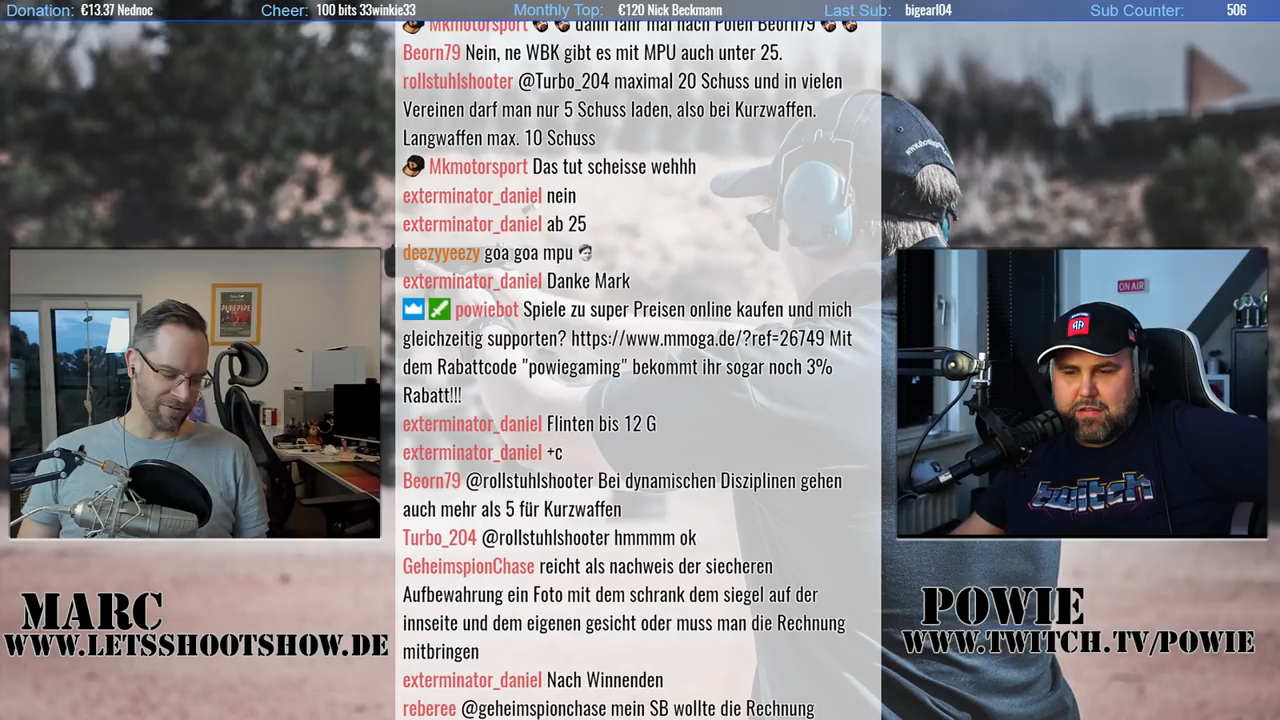 Donation: €13.37 Nednoc Cheer: 100 bits 33winkie33 Monthly Top: €120 Nick Beckmann Last Sub: bigearl04 Sub Counter: 506
Mkmotorsport dann fahr mal nach Polen Beorn79
Beorn79 Nein, ne WBK gibt es mit MPU auch unter 25.
rollstuhlshooter @Turbo_204 maximal 20 Schuss und in vielen
Vereinen darf man nur 5 Schuss laden, also bei Kurzwaffen.
Langwaffen max. 10 Schuss
Mkmotorsport Das tut scheisse wehhh
exterminator_daniel nein
exterminator_daniel ab 25
deezyyeezy goa goa mpu
exterminator_daniel Danke Mark
powiebot Spiele zu super Preisen online kaufen und mich
gleichzeitig supporten? https://www.mmoga.de/?ref=26749 Mit
dem Rabattcode "powiegaming" bekommt ihr sogar noch 3%
Rabatt!!!
exterminator_daniel Flinten bis 12 G
exterminator_daniel +c
Beorn79 @rollstuhlshooter Bei dynamischen Disziplinen gehen
auch mehr als 5 für Kurzwaffen
Turbo_204 @rollstuhlshooter hmmmm ok
GeheimspionChase reicht als nachweis der siecheren
Aufbewahrung ein Foto mit dem schrank dem siegel auf der
innseite und dem eigenen gesicht oder muss man die Rechnung
mitbringen
exterminator_daniel Nach Winnenden
reberee @geheimspionchase mein SB wollte die Rechnung
MARC
WWW.LETSSHOOTSHOW.DE
ON AIR
twitch
POWIE
WWW.TWITCH.TV/POWIE